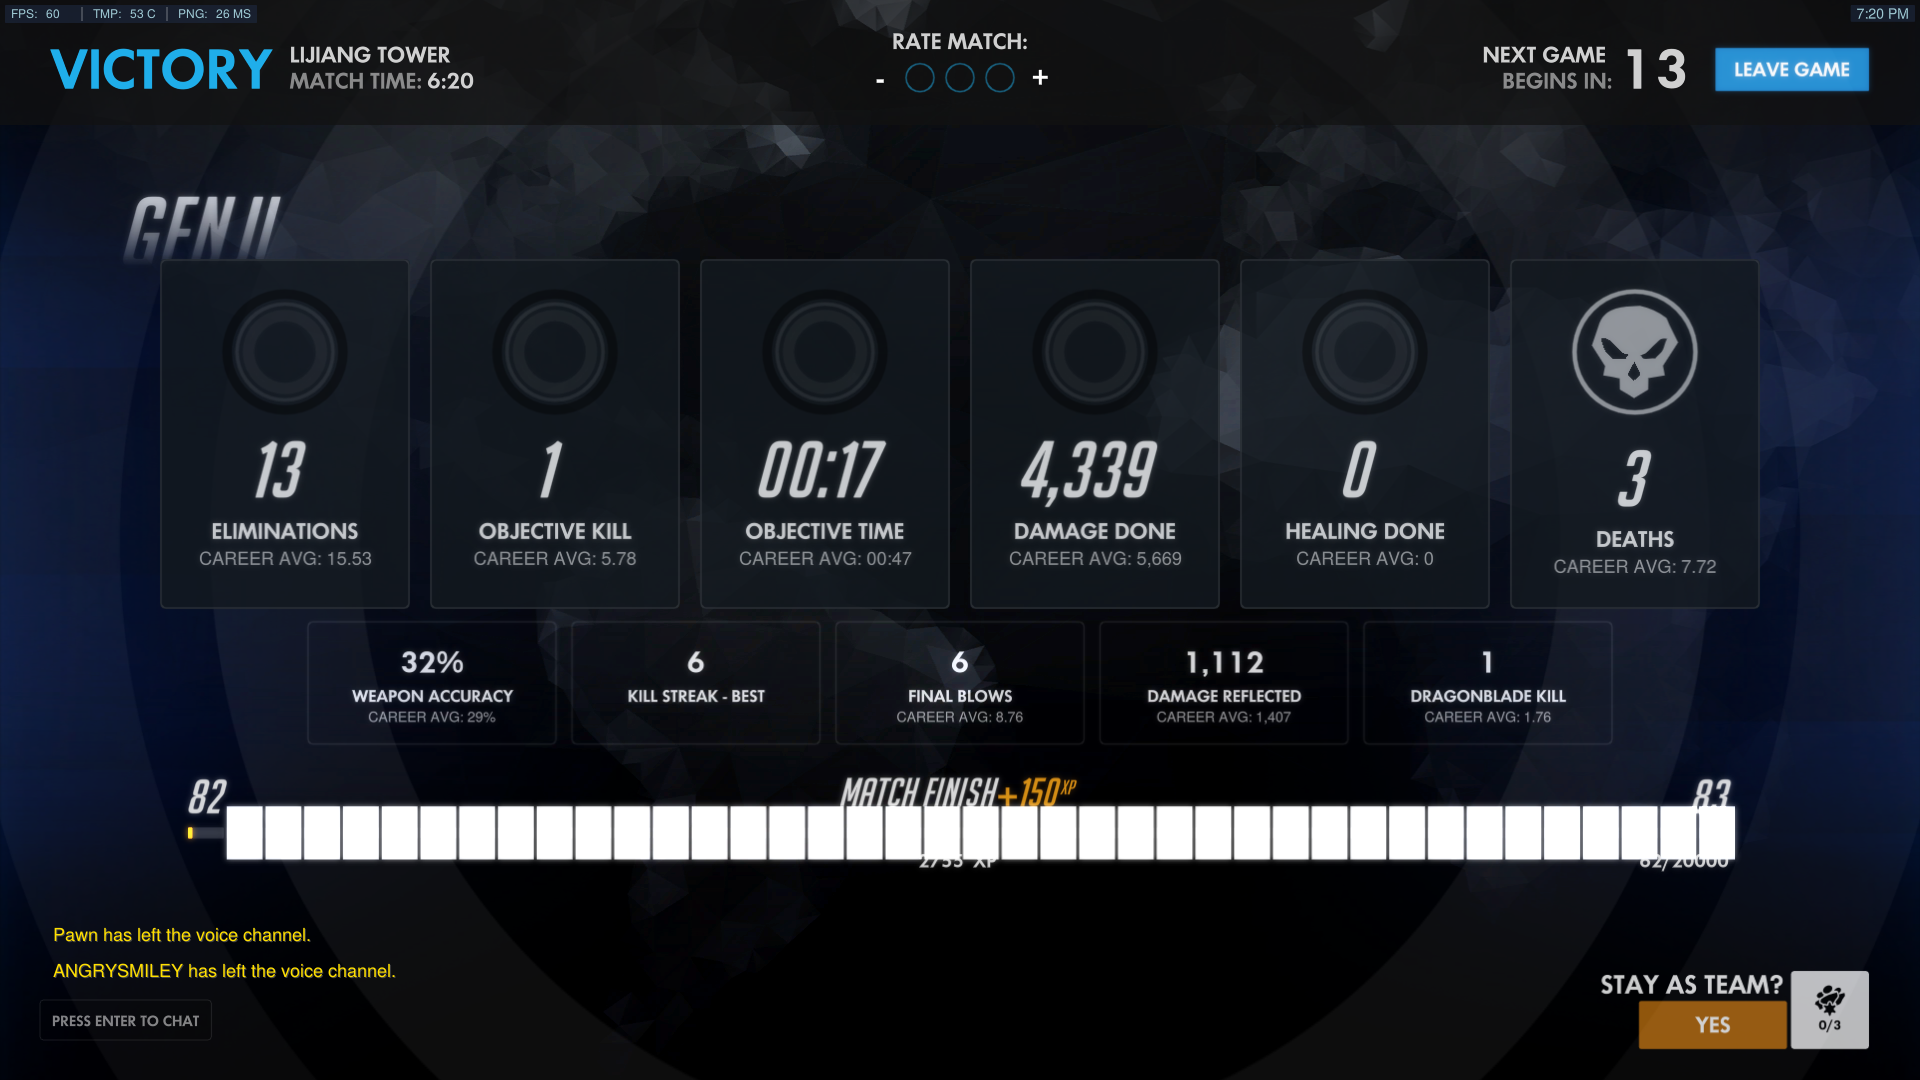 FPS: 60 | TMP: 53 C | PNG: 26 MS
7:20 PM
VICTORY
LIJIANG TOWER
MATCH TIME: 6:20
RATE MATCH:
- +
NEXT GAME
BEGINS IN:
13
LEAVE GAME
13
ELIMINATIONS
CAREER AVG: 15.53
1
OBJECTIVE KILL
CAREER AVG: 5.78
00:17
OBJECTIVE TIME
CAREER AVG: 00:47
4,339
DAMAGE DONE
CAREER AVG: 5,669
0
HEALING DONE
CAREER AVG: 0
3
DEATHS
CAREER AVG: 7.72
32%
WEAPON ACCURACY
CAREER AVG: 29%
6
KILL STREAK - BEST
6
FINAL BLOWS
CAREER AVG: 8.76
1,112
DAMAGE REFLECTED
CAREER AVG: 1,407
1
DRAGONBLADE KILL
CAREER AVG: 1.76
82
MATCH FINISH +150 XP
83
2755 XP
62/20000
Pawn has left the voice channel.
ANGRYSMILEY has left the voice channel.
PRESS ENTER TO CHAT
STAY AS TEAM?
YES
0/3